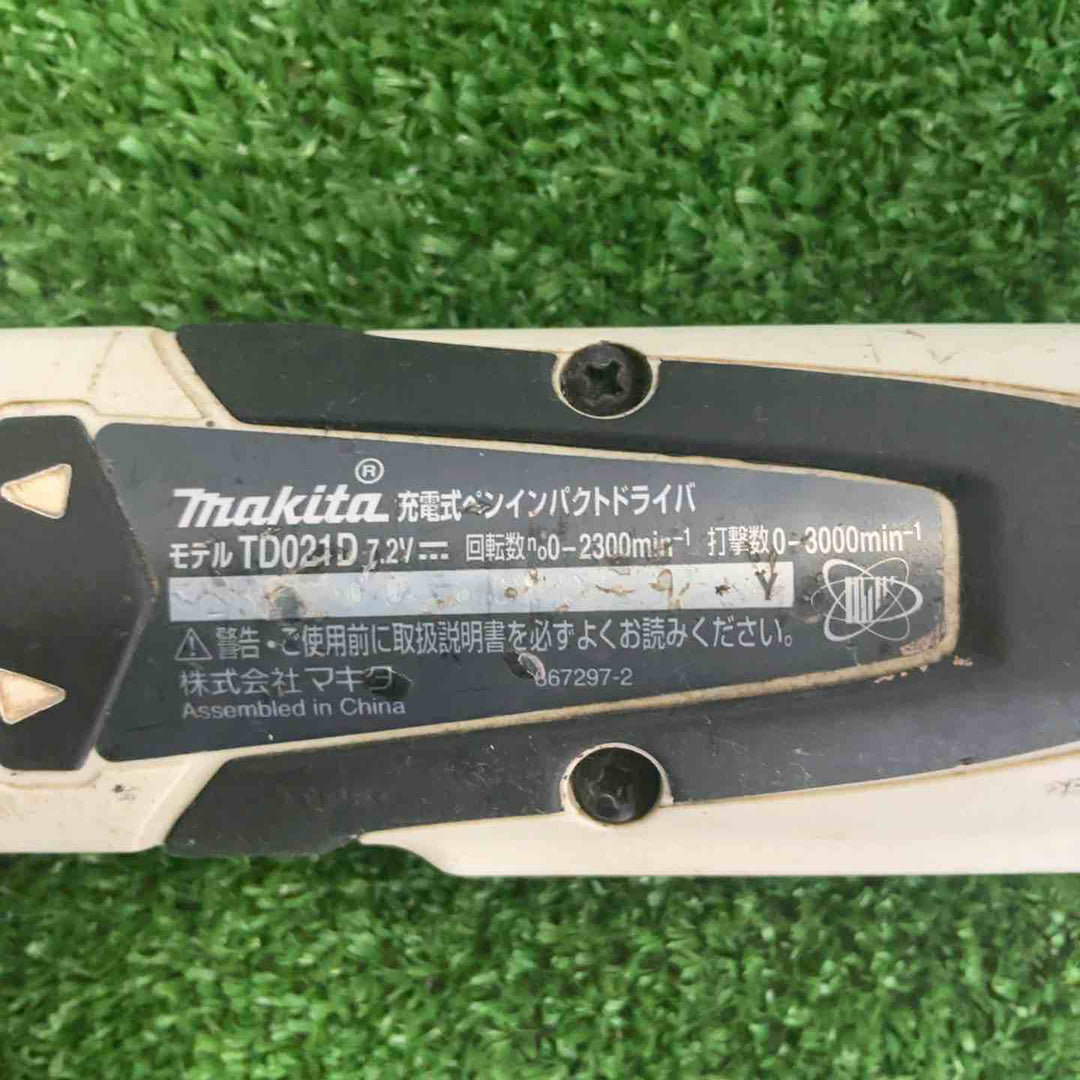 makita® 充電式ペンインパクトドライバ
モデル TD021D 7.2V⎓ 回転数 n₀0-2300min⁻¹ 打撃数0-3000min⁻¹
Y
⚠警告・ご使用前に取扱説明書を必ずよくお読みください。
株式会社マキタ 867297-2
Assembled in China